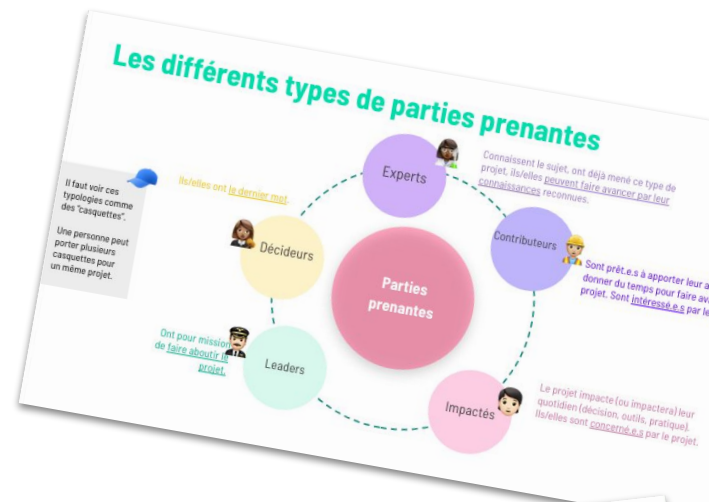 Les différents types de parties prenantes
Il faut voir ces
typologies comme
des "casquettes".
Une personne peut
porter plusieurs
casquettes pour
un même projet.
Ils/elles ont le dernier mot.
Experts
Connaissent le sujet, ont déjà mené ce type de
projet, ils/elles peuvent faire avancer par leur
connaissances reconnues.
Décideurs
Contributeurs
Sont prêt.e.s à apporter leur
donner du temps pour faire
projet. Sont intéressé.e.s par
Parties
prenantes
Ont pour mission
de faire aboutir le
projet.
Leaders
Impactés
Le projet impacte (ou impactera) leur
quotidien (décision, outils, pratique).
Ils/elles sont concerné.e.s par le projet.